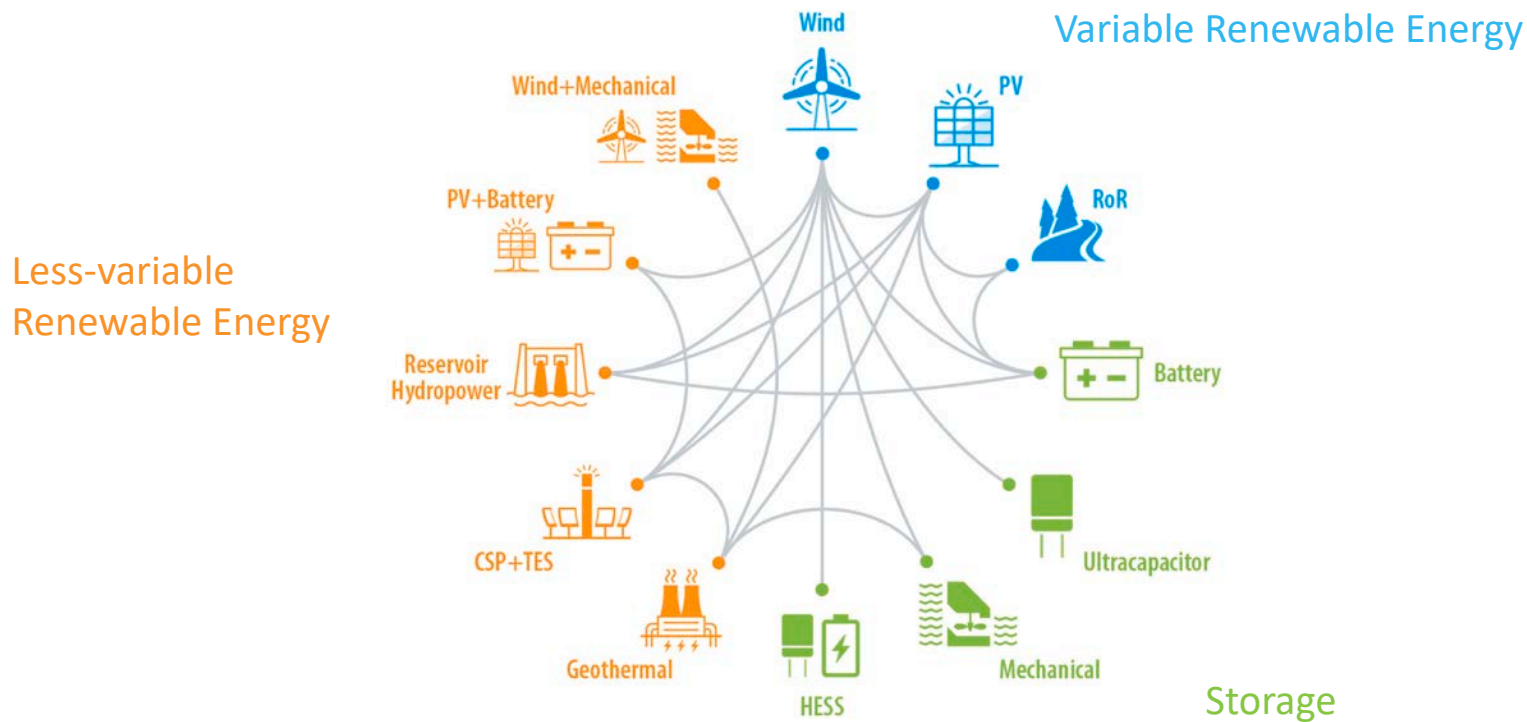 Variable Renewable Energy
Wind
Wind+Mechanical
PV
PV+Battery
RoR
Less-variable
Renewable Energy
Reservoir
Hydropower
Battery
CSP+TES
Ultracapacitor
Geothermal
Mechanical
HESS
Storage